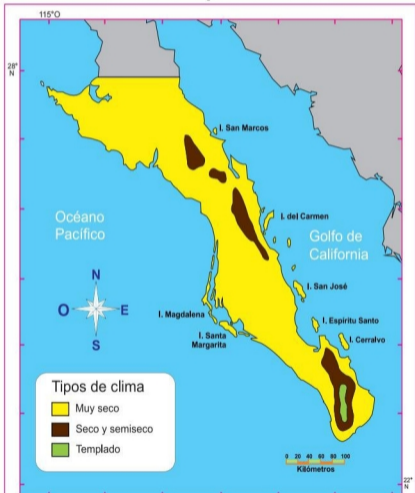 115°O
28°
N
I. San Marcos
Océano
Pacífico
I. del Carmen
Golfo de
California
N
O E
S
I. San José
I. Magdalena
I. Espíritu Santo
I. Santa
Margarita
I. Cerralvo
Tipos de clima
Muy seco
Seco y semiseco
Templado
0 20 40 60 80 100
Kilómetros
22°
N